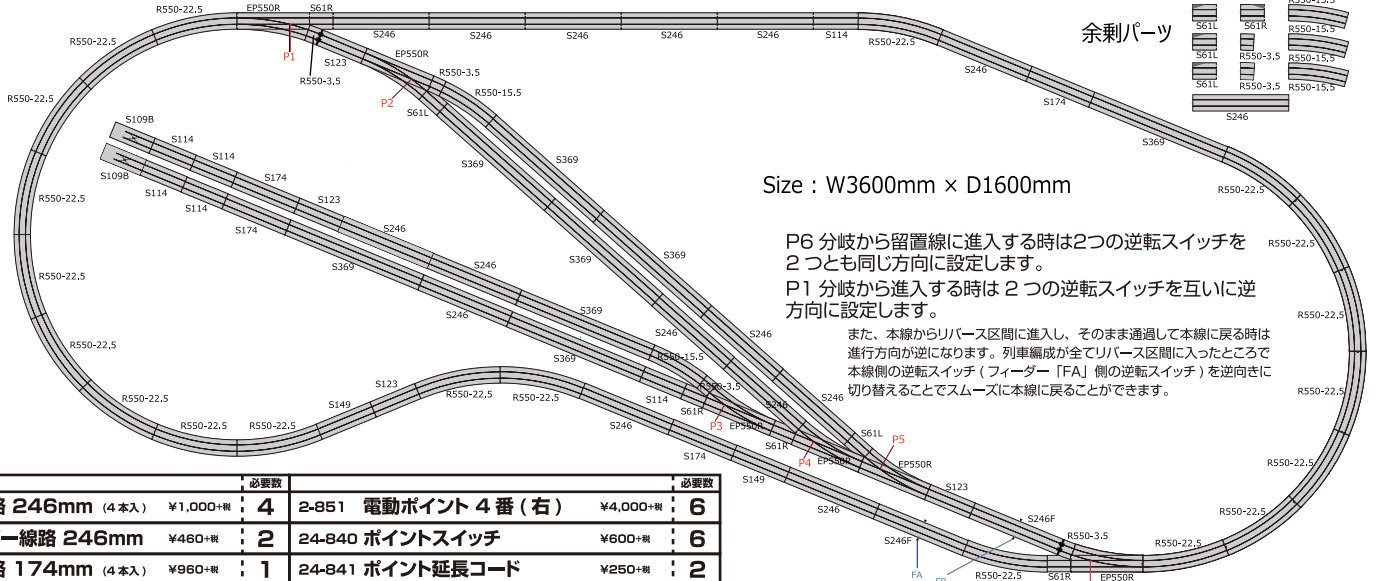 R550-22.5
EP550R
S61R
S246
S246
S246
S246
S246
S114
R550-22.5
余剰パーツ
S61L
S61R
R550-15.5
S61L
R550-3.5
R550-15.5
S61L
R550-3.5
R550-15.5
S246
R550-22.5
P1
R550-3.5
S123
EP550R
P2
R550-3.5
R550-15.5
S61L
S246
S174
S369
R550-22.5
R550-22.5
S109B
S114
S114
S174
S123
S246
S246
S369
S246
R550-15.5
S109B
S114
S114
S174
S369
S246
S369
S114
S61R
R550-3.5
P3
EP550R
S246
S61R
P4
EP550R
S369
S369
S369
S369
S246
S246
S61L
P5
EP550R
S123
S246F
R550-3.5
R550-22.5
Size : W3600mm × D1600mm
P6 分岐から留置線に進入する時は2つの逆転スイッチを
2 つとも同じ方向に設定します。
P1 分岐から進入する時は 2 つの逆転スイッチを互いに逆
方向に設定します。
また、本線からリバース区間に進入し、そのまま通過して本線に戻る時は
進行方向が逆になります。列車編成が全てリバース区間に入ったところで
本線側の逆転スイッチ ( フィーダー「FA」側の逆転スイッチ ) を逆向きに
切り替えることでスムーズに本線に戻ることができます。
R550-22.5
R550-22.5
R550-22.5
R550-22.5
R550-22.5
R550-22.5
R550-22.5
R550-22.5
R550-22.5
R550-22.5
S149
S123
R550-22.5
R550-22.5
S246
S174
S149
S246
S246F
FA
FB
R550-22.5
S61R
EP550R
必要数
必要数
路 246mm (4 本入) ¥1,000+税 4 2-851 電動ポイント 4 番 ( 右 ) ¥4,000+税 6
ー線路 246mm ¥460+税 2 24-840 ポイントスイッチ ¥600+税 6
路 174mm (4 本入) ¥960+税 1 24-841 ポイント延長コード ¥250+税 2